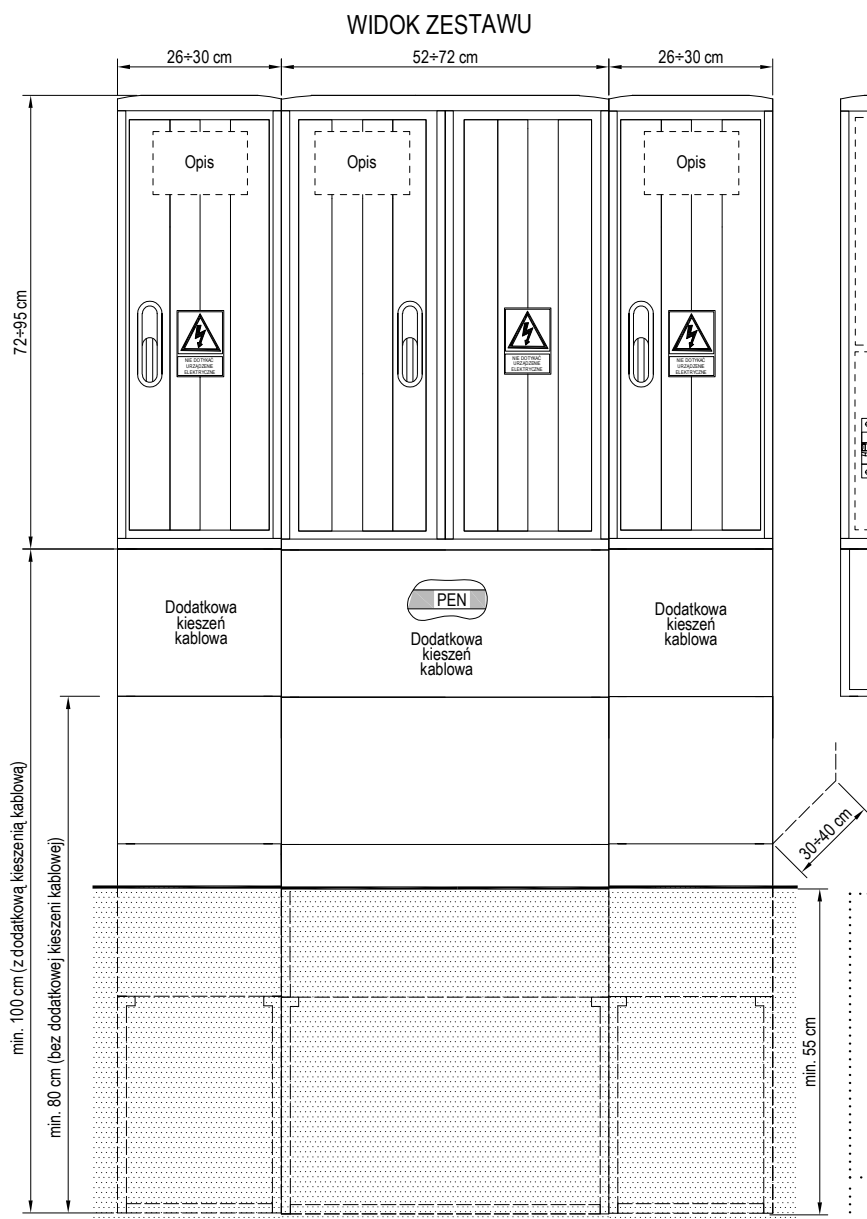 WIDOK ZESTAWU
26÷30 cm
52÷72 cm
26÷30 cm
72÷95 cm
Opis
Opis
Opis
NIE DOTYKAĆ
URZĄDZENIE
ELEKTRYCZNE
NIE DOTYKAĆ
URZĄDZENIE
ELEKTRYCZNE
NIE DOTYKAĆ
URZĄDZENIE
ELEKTRYCZNE
Dodatkowa
kieszeń
kablowa
PEN
Dodatkowa
kieszeń
kablowa
Dodatkowa
kieszeń
kablowa
min. 100 cm (z dodatkową kieszenią kablową)
min. 80 cm (bez dodatkowej kieszeni kablowej)
30÷40 cm
min. 55 cm